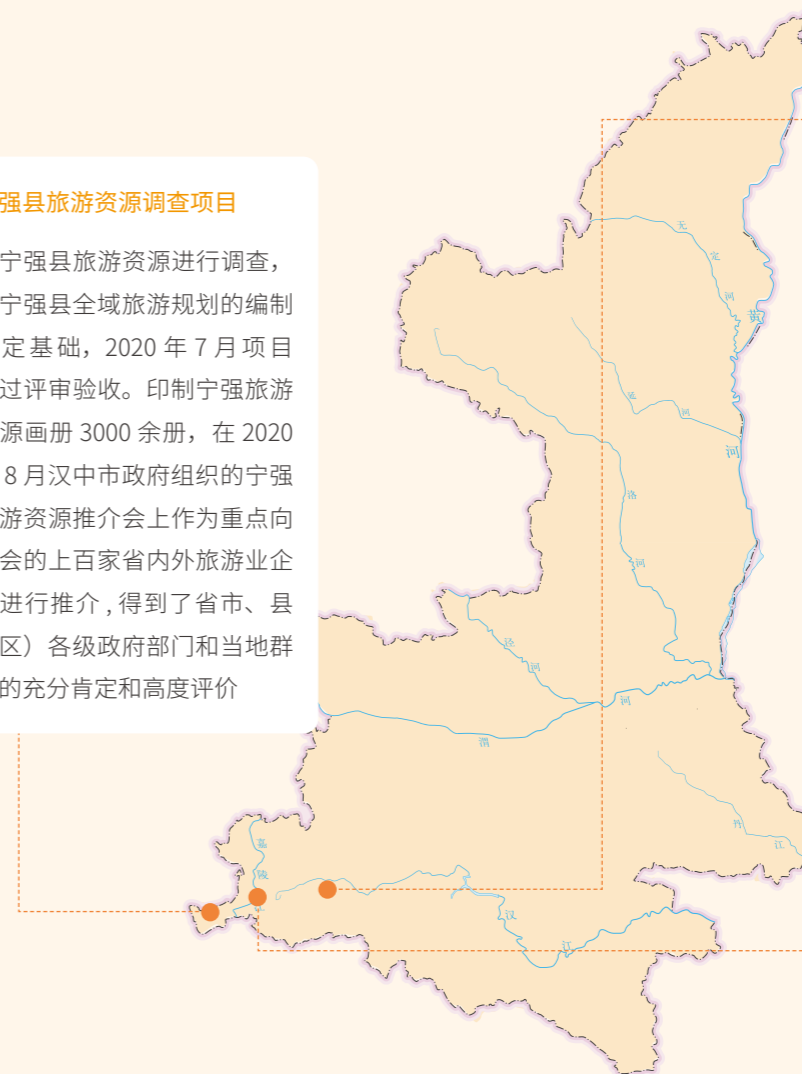 强县旅游资源调查项目
宁强县旅游资源进行调查，
宁强县全域旅游规划的编制
定基础，2020 年 7 月项目
过评审验收。印制宁强旅游
源画册 3000 余册，在 2020
8 月汉中市政府组织的宁强
游资源推介会上作为重点向
会的上百家省内外旅游业企
进行推介 , 得到了省市、县
区）各级政府部门和当地群
的充分肯定和高度评价
无定河
黄河
延河
洛河
泾河
渭河
丹江
嘉陵
汉江